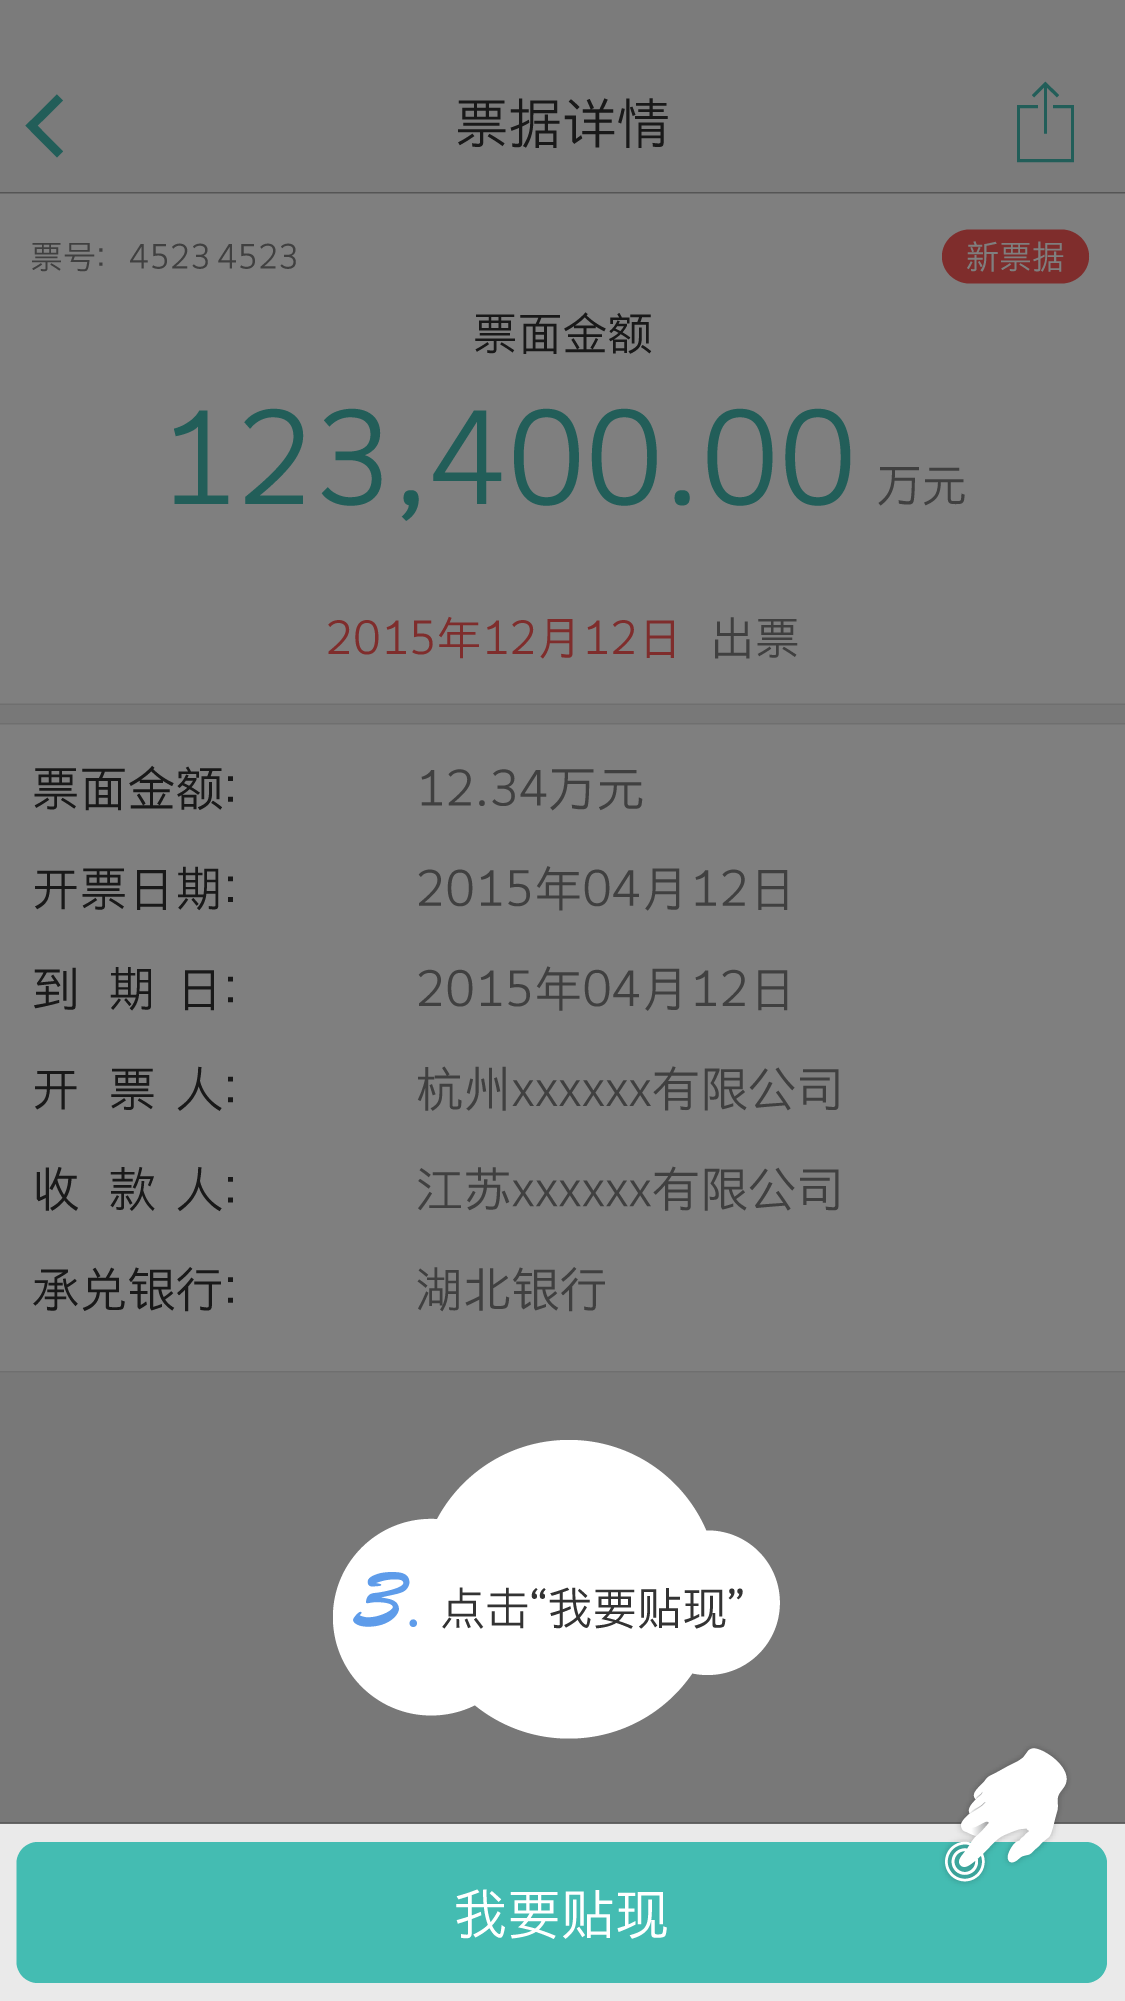 票据详情
票号： 4523 4523
新票据
票面金额
123,400.00 万元
2015年12月12日 出票
票面金额： 12.34万元
开票日期： 2015年04月12日
到 期 日： 2015年04月12日
开 票 人： 杭州xxxxxx有限公司
收 款 人： 江苏xxxxxx有限公司
承兑银行： 湖北银行
3. 点击“我要贴现”
我要贴现